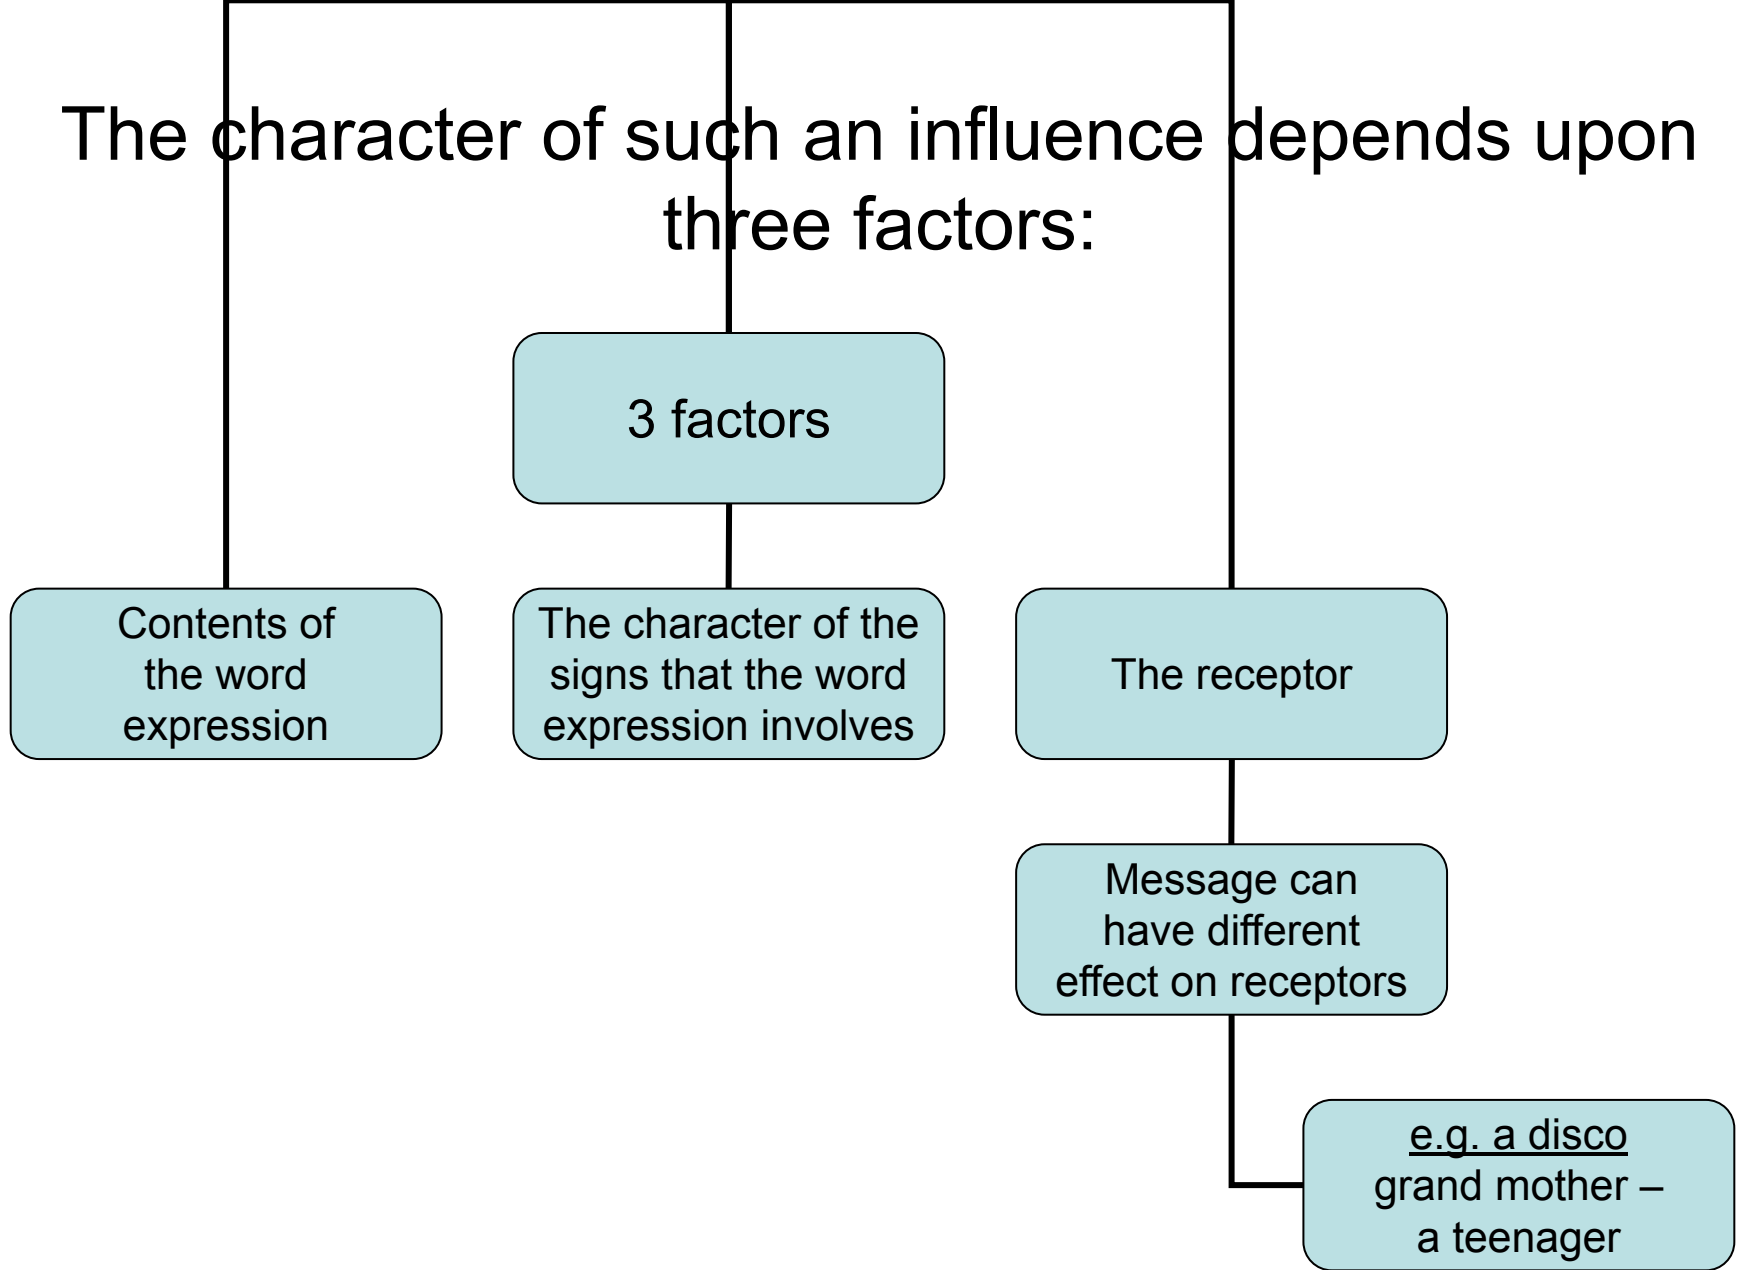 The character of such an influence depends upon
three factors:
3 factors
Contents of
the word
expression
The character of the
signs that the word
expression involves
The receptor
Message can
have different
effect on receptors
e.g. a disco
grand mother –
a teenager